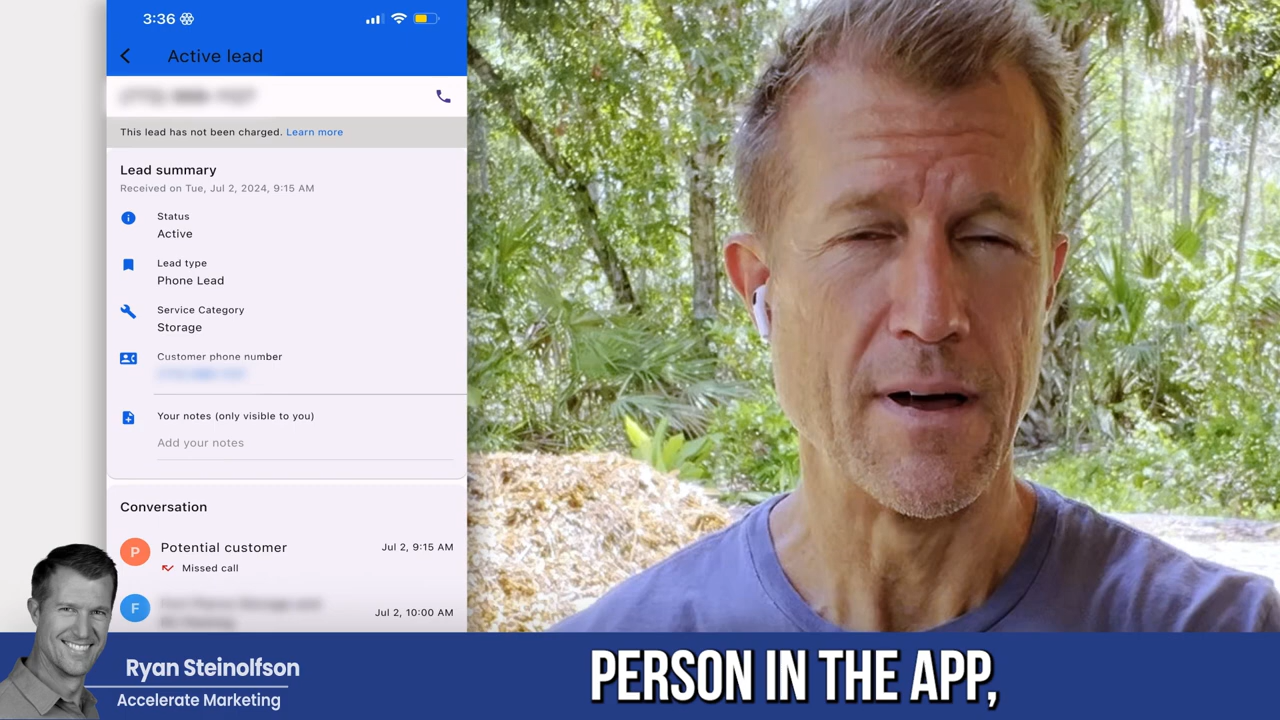 3:36
Active lead
This lead has not been charged. Learn more
Lead summary
Received on Tue, Jul 2, 2024, 9:15 AM
Status
Active
Lead type
Phone Lead
Service Category
Storage
Customer phone number
Your notes (only visible to you)
Add your notes
Conversation
P
Potential customer
Jul 2, 9:15 AM
Missed call
F
Jul 2, 10:00 AM
Ryan Steinolfson
Accelerate Marketing
PERSON IN THE APP,